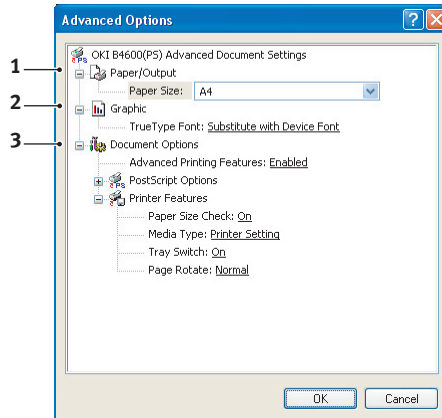 Advanced Options
OKI B4600(PS) Advanced Document Settings
1
Paper/Output
Paper Size: A4
2
Graphic
TrueType Font: Substitute with Device Font
3
Document Options
Advanced Printing Features: Enabled
PostScript Options
Printer Features
Paper Size Check: On
Media Type: Printer Setting
Tray Switch: On
Page Rotate: Normal
OK Cancel